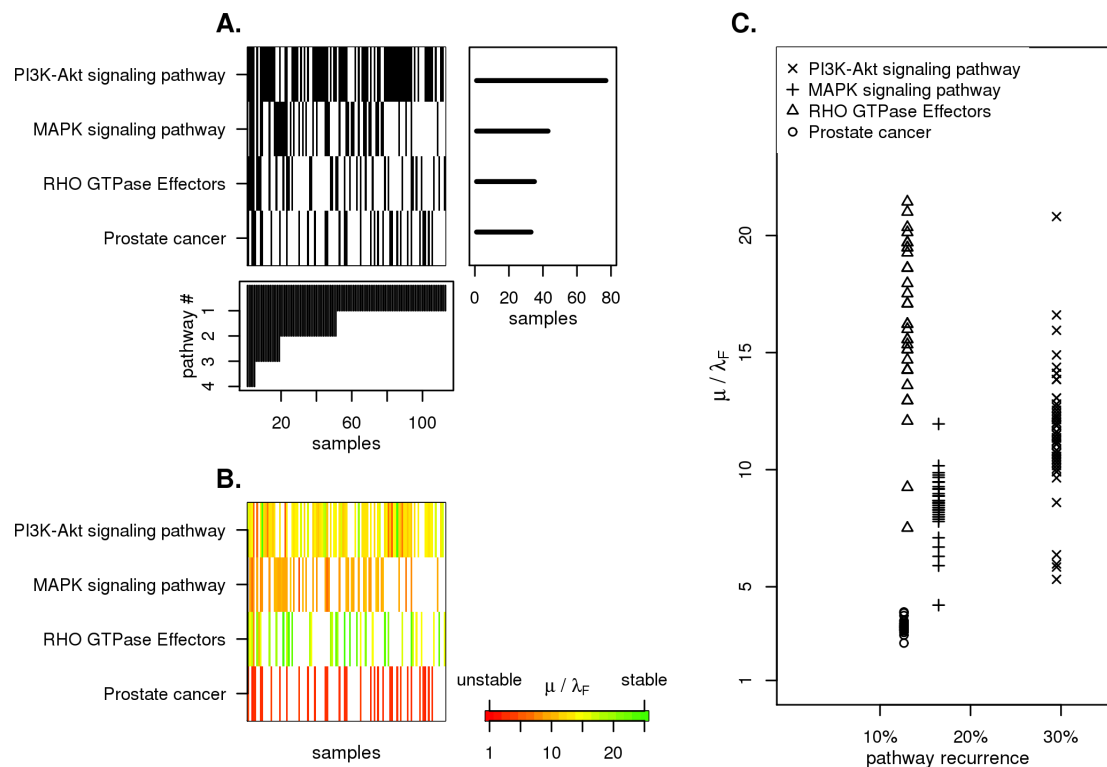 A.
PI3K-Akt signaling pathway
MAPK signaling pathway
RHO GTPase Effectors
Prostate cancer
0 20 40 60 80
samples
pathway #
1
2
3
4
20 60 100
samples
B.
PI3K-Akt signaling pathway
MAPK signaling pathway
RHO GTPase Effectors
Prostate cancer
samples
unstable μ / λF stable
1 10 20
C.
PI3K-Akt signaling pathway
MAPK signaling pathway
RHO GTPase Effectors
Prostate cancer
μ / λF
20
15
10
5
1
10% 20% 30%
pathway recurrence